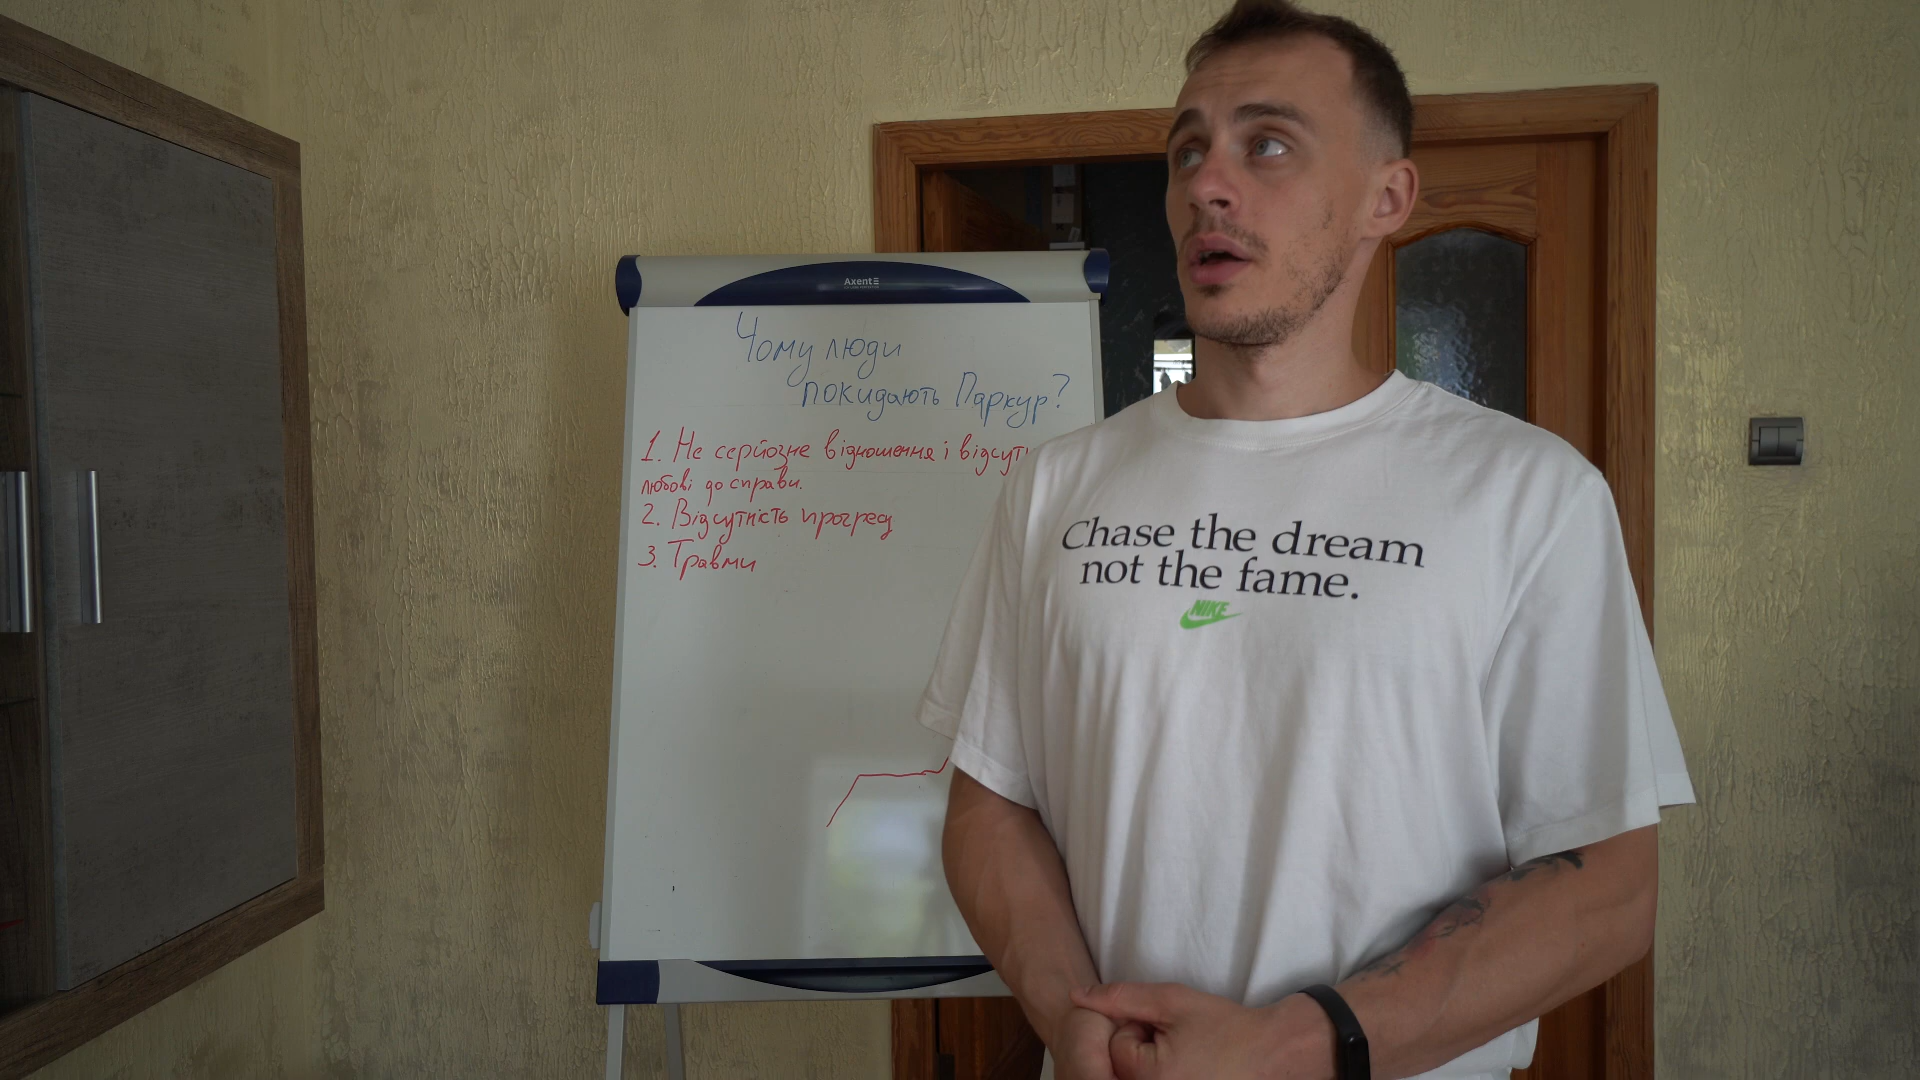 Axent
Чому люди
покидають Паркур?
1. Не серйозне відношення і
любові до справи.
2. Відсутність прогресу
3. Травми
Chase the dream
not the fame.
NIKE